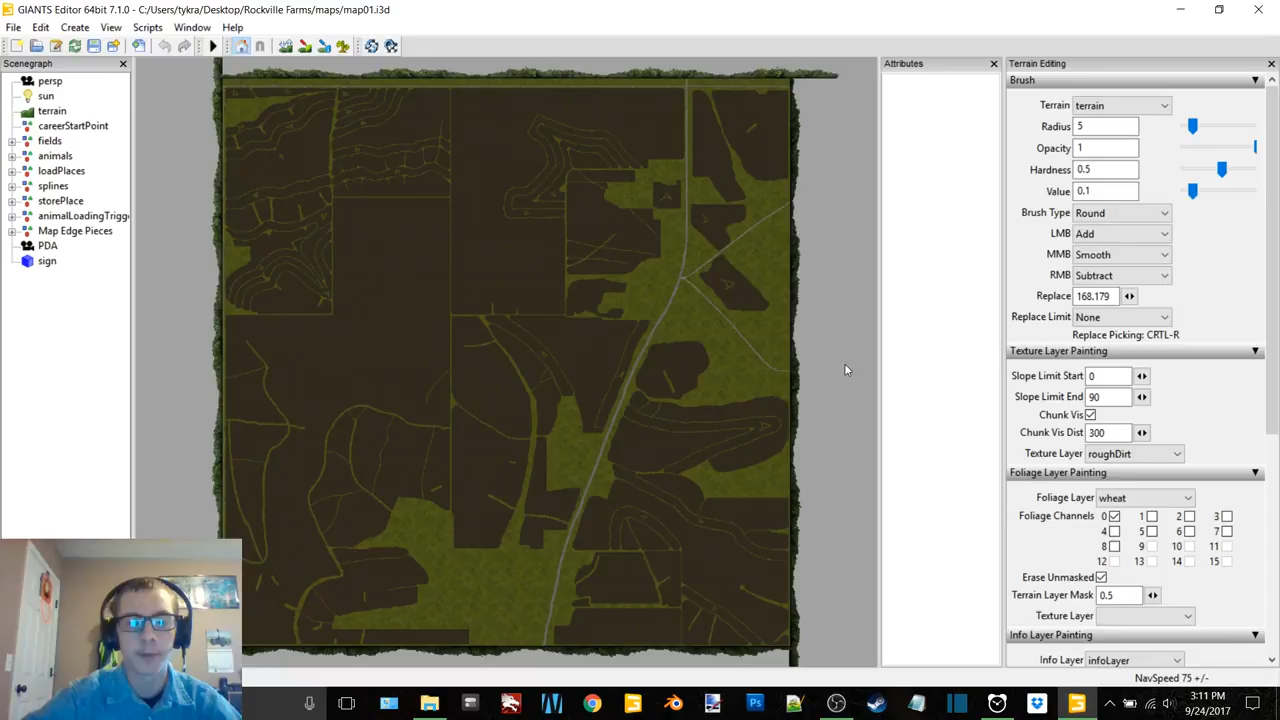 GIANTS Editor 64bit 7.1.0 - C:/Users/tykra/Desktop/Rockville Farms/maps/map01.i3d
File Edit Create View Scripts Window Help
Scenegraph
persp
sun
terrain
careerStartPoint
fields
animals
loadPlaces
splines
storePlace
animalLoadingTrigg
Map Edge Pieces
PDA
sign
Attributes
Terrain Editing
Brush
Terrain terrain
Radius 5
Opacity 1
Hardness 0.5
Value 0.1
Brush Type Round
LMB Add
MMB Smooth
RMB Subtract
Replace 168.179
Replace Limit None
Replace Picking: CRTL-R
Texture Layer Painting
Slope Limit Start 0
Slope Limit End 90
Chunk Vis
Chunk Vis Dist 300
Texture Layer roughDirt
Foliage Layer Painting
Foliage Layer wheat
Foliage Channels 0 1 2 3
4 5 6 7
8 9 10 11
12 13 14 15
Erase Unmasked
Terrain Layer Mask 0.5
Texture Layer
Info Layer Painting
Info Layer infoLayer
NavSpeed 75 +/-
3:11 PM
9/24/2017